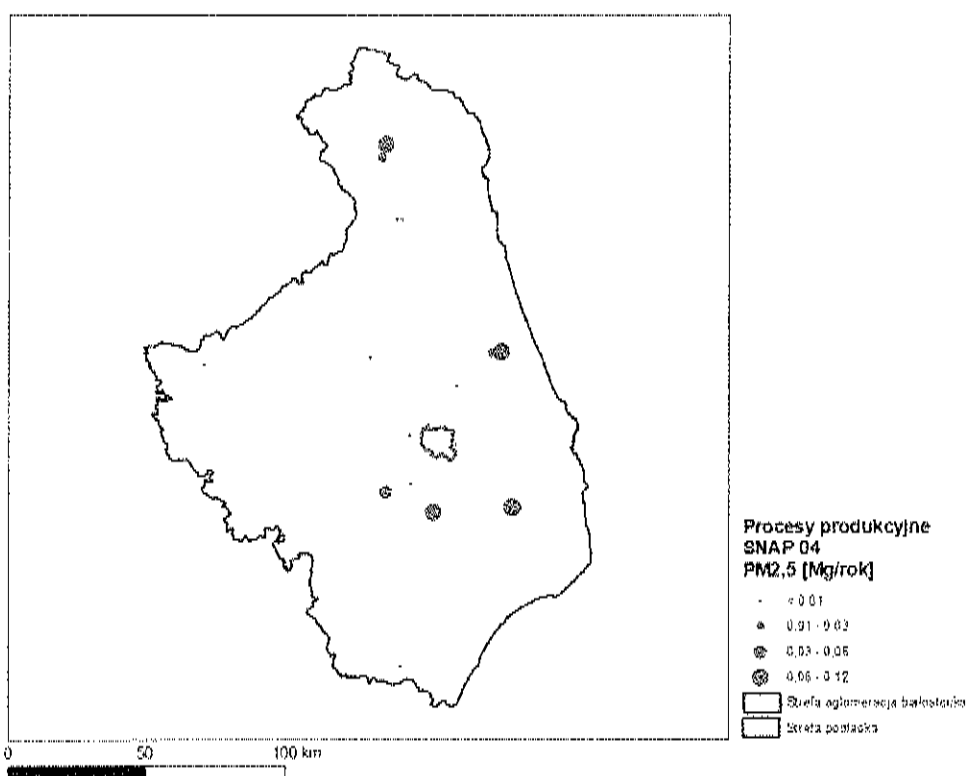 Procesy produkcyjne
SNAP 04
PM2,5 [Mg/rok]
< 0.01
0,01 - 0,03
0,03 - 0,06
0,06 - 0,12
Strefa aglomeracja białostocka
Strefa podlaska
0 50 100 km